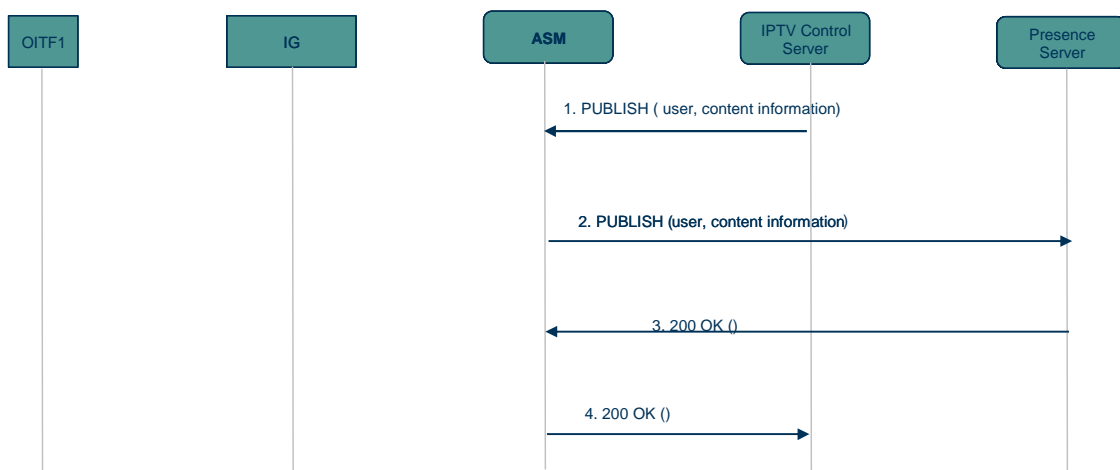 OITF1
IG
ASM
IPTV Control
Server
Presence
Server
1. PUBLISH ( user, content information)
2. PUBLISH (user, content information)
3. 200 OK ()
4. 200 OK ()